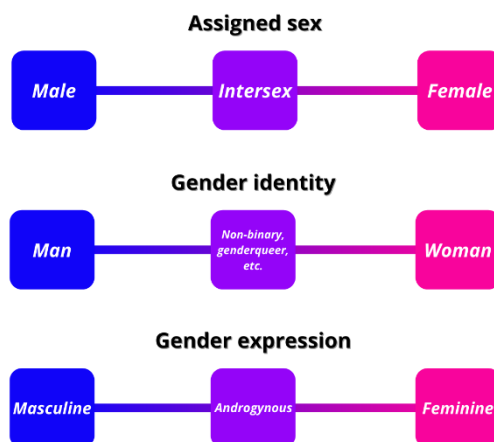 Assigned sex
Male Intersex Female
Gender identity
Man Non-binary, genderqueer, etc. Woman
Gender expression
Masculine Androgynous Feminine